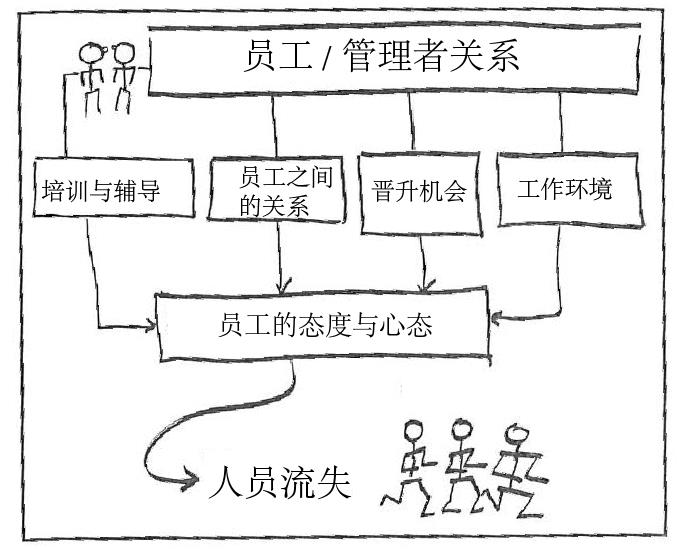 员工 / 管理者关系
培训与辅导
员工之间
的关系
晋升机会
工作环境
员工的态度与心态
人员流失